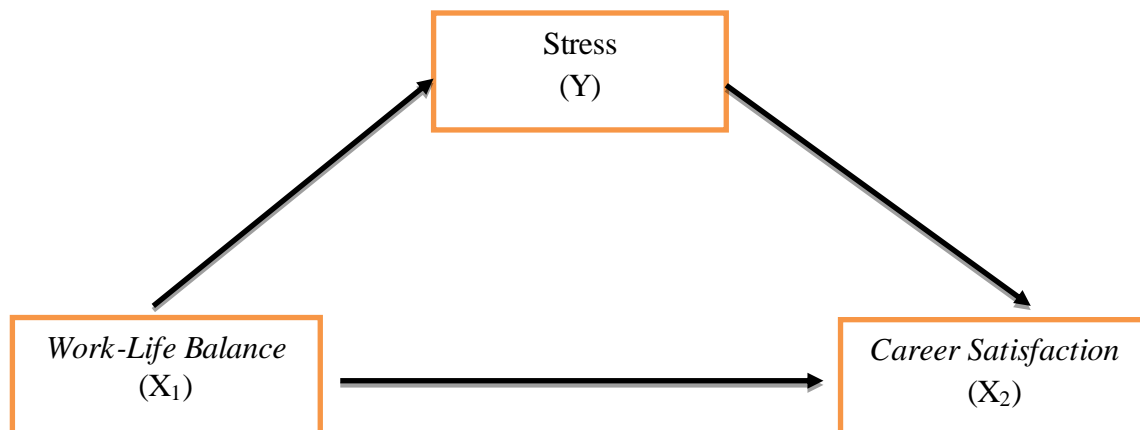 Stress
(Y)
Work-Life Balance
(X₁)
Career Satisfaction
(X₂)